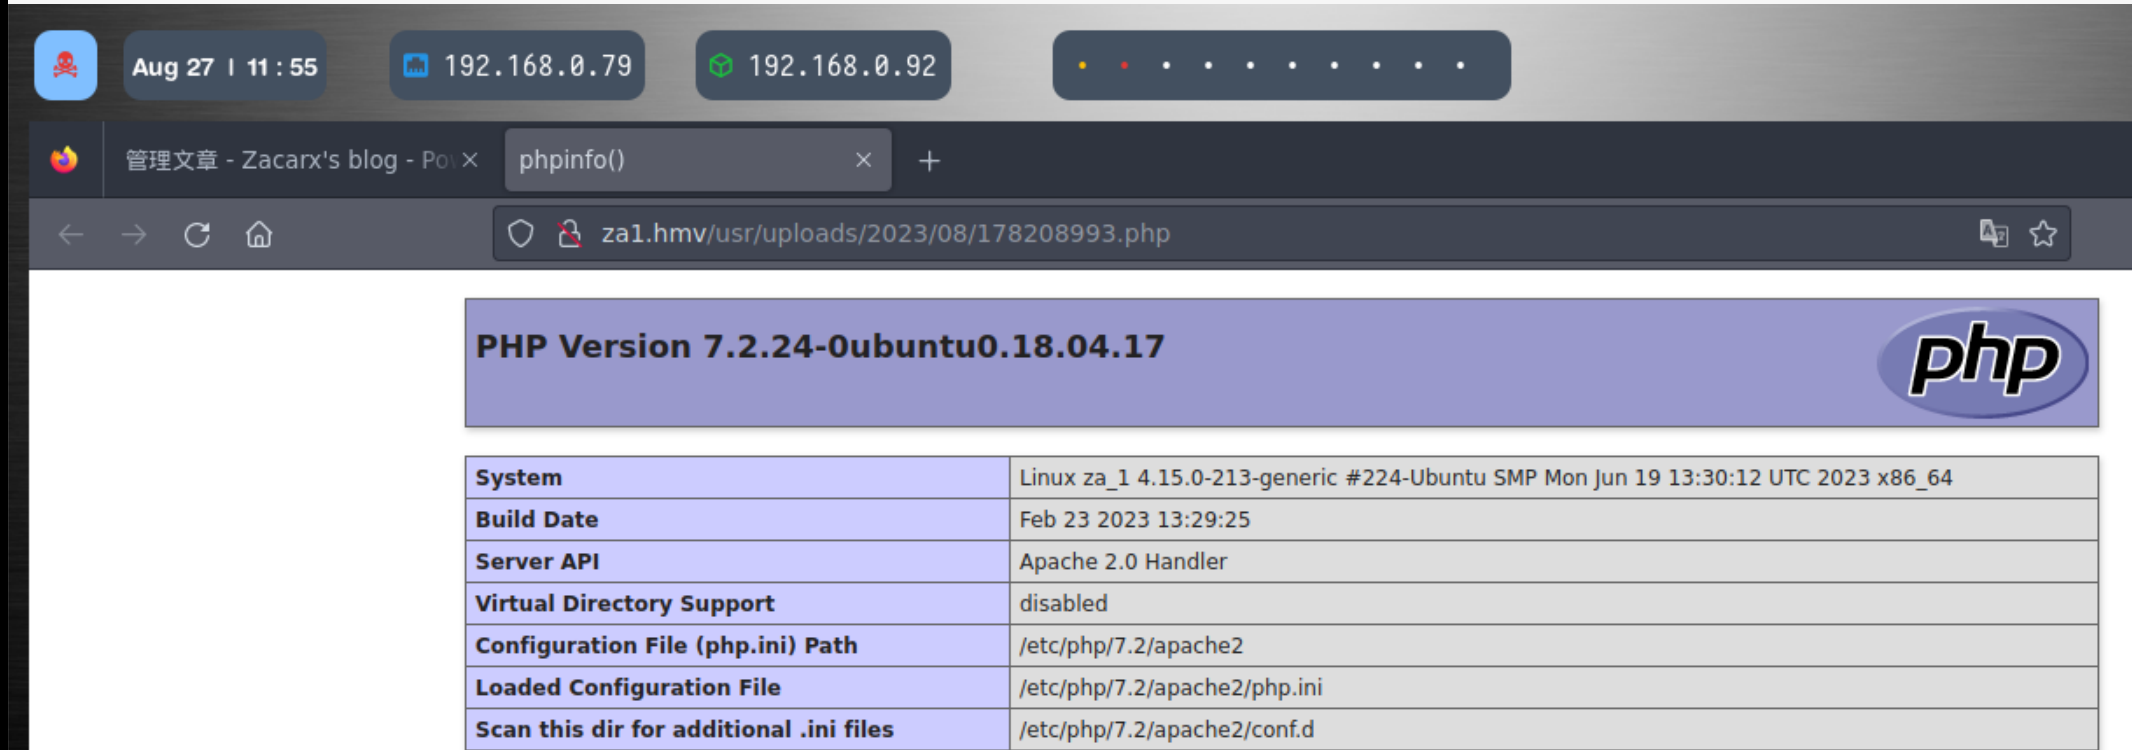 Aug 27 | 11:55 192.168.0.79 192.168.0.92
管理文章 - Zacarx's blog - Pow phpinfo()
za1.hmv/usr/uploads/2023/08/178208993.php
PHP Version 7.2.24-0ubuntu0.18.04.17
php
System Linux za_1 4.15.0-213-generic #224-Ubuntu SMP Mon Jun 19 13:30:12 UTC 2023 x86_64
Build Date Feb 23 2023 13:29:25
Server API Apache 2.0 Handler
Virtual Directory Support disabled
Configuration File (php.ini) Path /etc/php/7.2/apache2
Loaded Configuration File /etc/php/7.2/apache2/php.ini
Scan this dir for additional .ini files /etc/php/7.2/apache2/conf.d